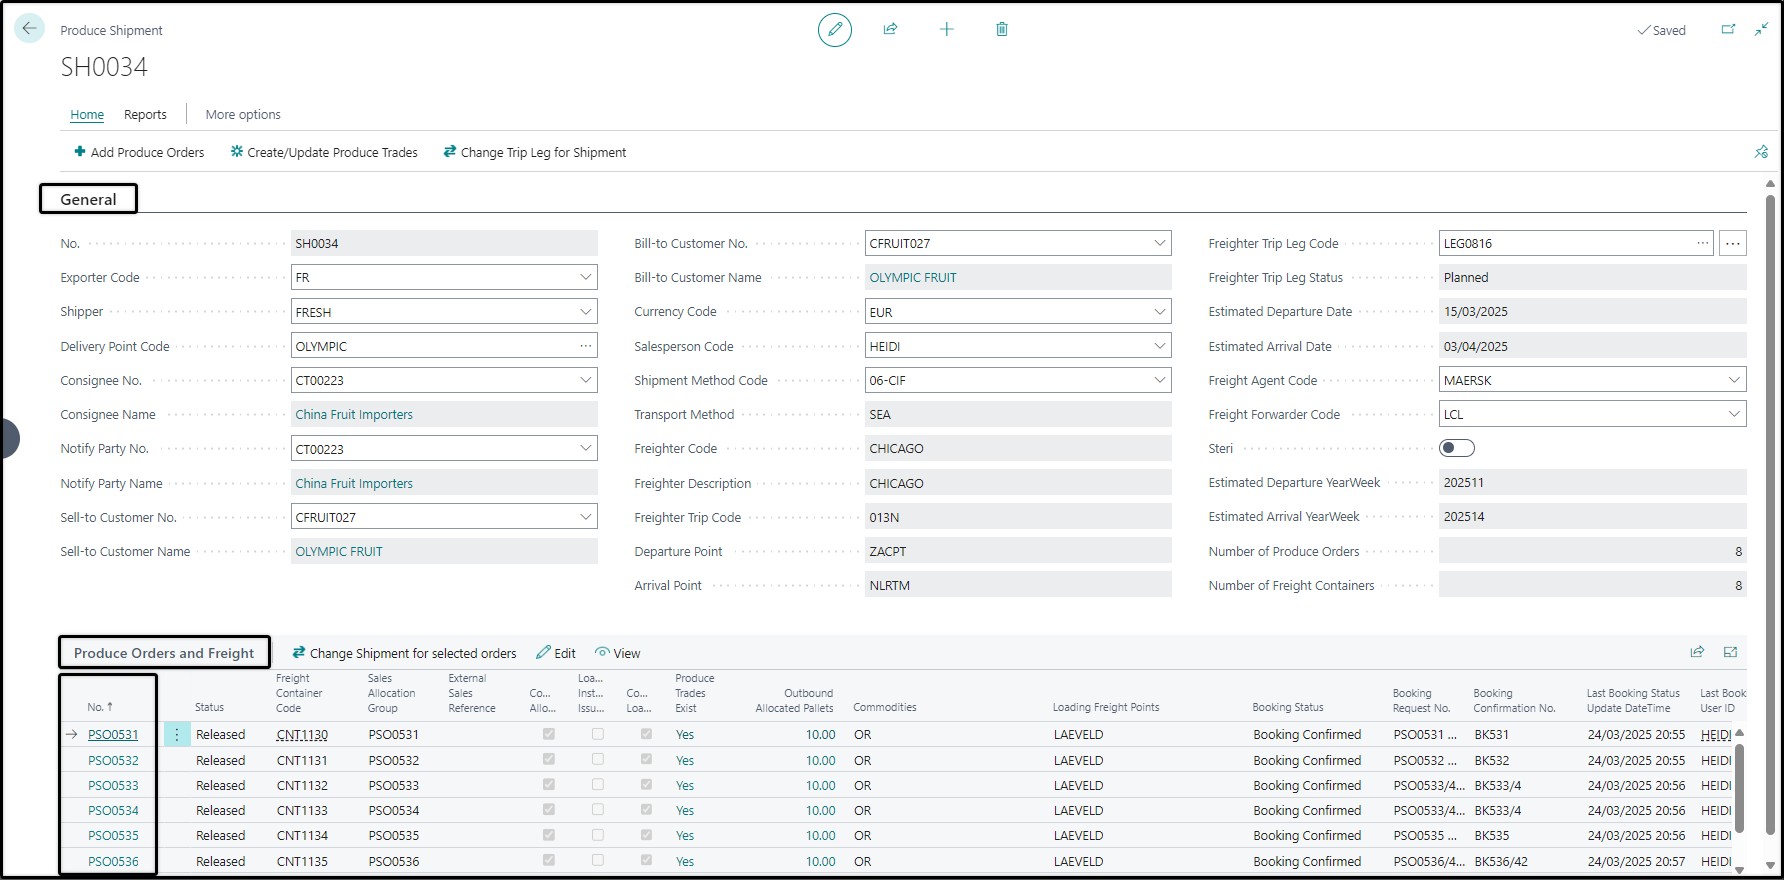 Produce Shipment
Saved
SH0034
Home Reports More options
Add Produce Orders Create/Update Produce Trades Change Trip Leg for Shipment
General
No. SH0034
Exporter Code FR
Shipper FRESH
Delivery Point Code OLYMPIC
Consignee No. CT00223
Consignee Name China Fruit Importers
Notify Party No. CT00223
Notify Party Name China Fruit Importers
Sell-to Customer No. CFRUIT027
Sell-to Customer Name OLYMPIC FRUIT
Bill-to Customer No. CFRUIT027
Bill-to Customer Name OLYMPIC FRUIT
Currency Code EUR
Salesperson Code HEIDI
Shipment Method Code 06-CIF
Transport Method SEA
Freighter Code CHICAGO
Freighter Description CHICAGO
Freighter Trip Code 013N
Departure Point ZACPT
Arrival Point NLRTM
Freighter Trip Leg Code LEG0816
Freighter Trip Leg Status Planned
Estimated Departure Date 15/03/2025
Estimated Arrival Date 03/04/2025
Freight Agent Code MAERSK
Freight Forwarder Code LCL
Steri
Estimated Departure YearWeek 202511
Estimated Arrival YearWeek 202514
Number of Produce Orders 8
Number of Freight Containers 8
Produce Orders and Freight Change Shipment for selected orders Edit View
No. ↑ Status Freight Container Code Sales Allocation Group External Sales Reference Co... Allo... Loa... Inst... Issu... Co... Loa... Produce Trades Exist Outbound Allocated Pallets Commodities Loading Freight Points Booking Status Booking Request No. Booking Confirmation No. Last Booking Status Update DateTime Last Book User ID
PSO0531 Released CNT1130 PSO0531 Yes 10.00 OR LAEVELD Booking Confirmed PSO0531 ... BK531 24/03/2025 20:55 HEIDI
PSO0532 Released CNT1131 PSO0532 Yes 10.00 OR LAEVELD Booking Confirmed PSO0532 ... BK532 24/03/2025 20:55 HEIDI
PSO0533 Released CNT1132 PSO0533 Yes 10.00 OR LAEVELD Booking Confirmed PSO0533/4... BK533/4 24/03/2025 20:56 HEIDI
PSO0534 Released CNT1133 PSO0534 Yes 10.00 OR LAEVELD Booking Confirmed PSO0533/4... BK533/4 24/03/2025 20:56 HEIDI
PSO0535 Released CNT1134 PSO0535 Yes 10.00 OR LAEVELD Booking Confirmed PSO0535 ... BK535 24/03/2025 20:56 HEIDI
PSO0536 Released CNT1135 PSO0536 Yes 10.00 OR LAEVELD Booking Confirmed PSO0536/4... BK536/42 24/03/2025 20:57 HEIDI